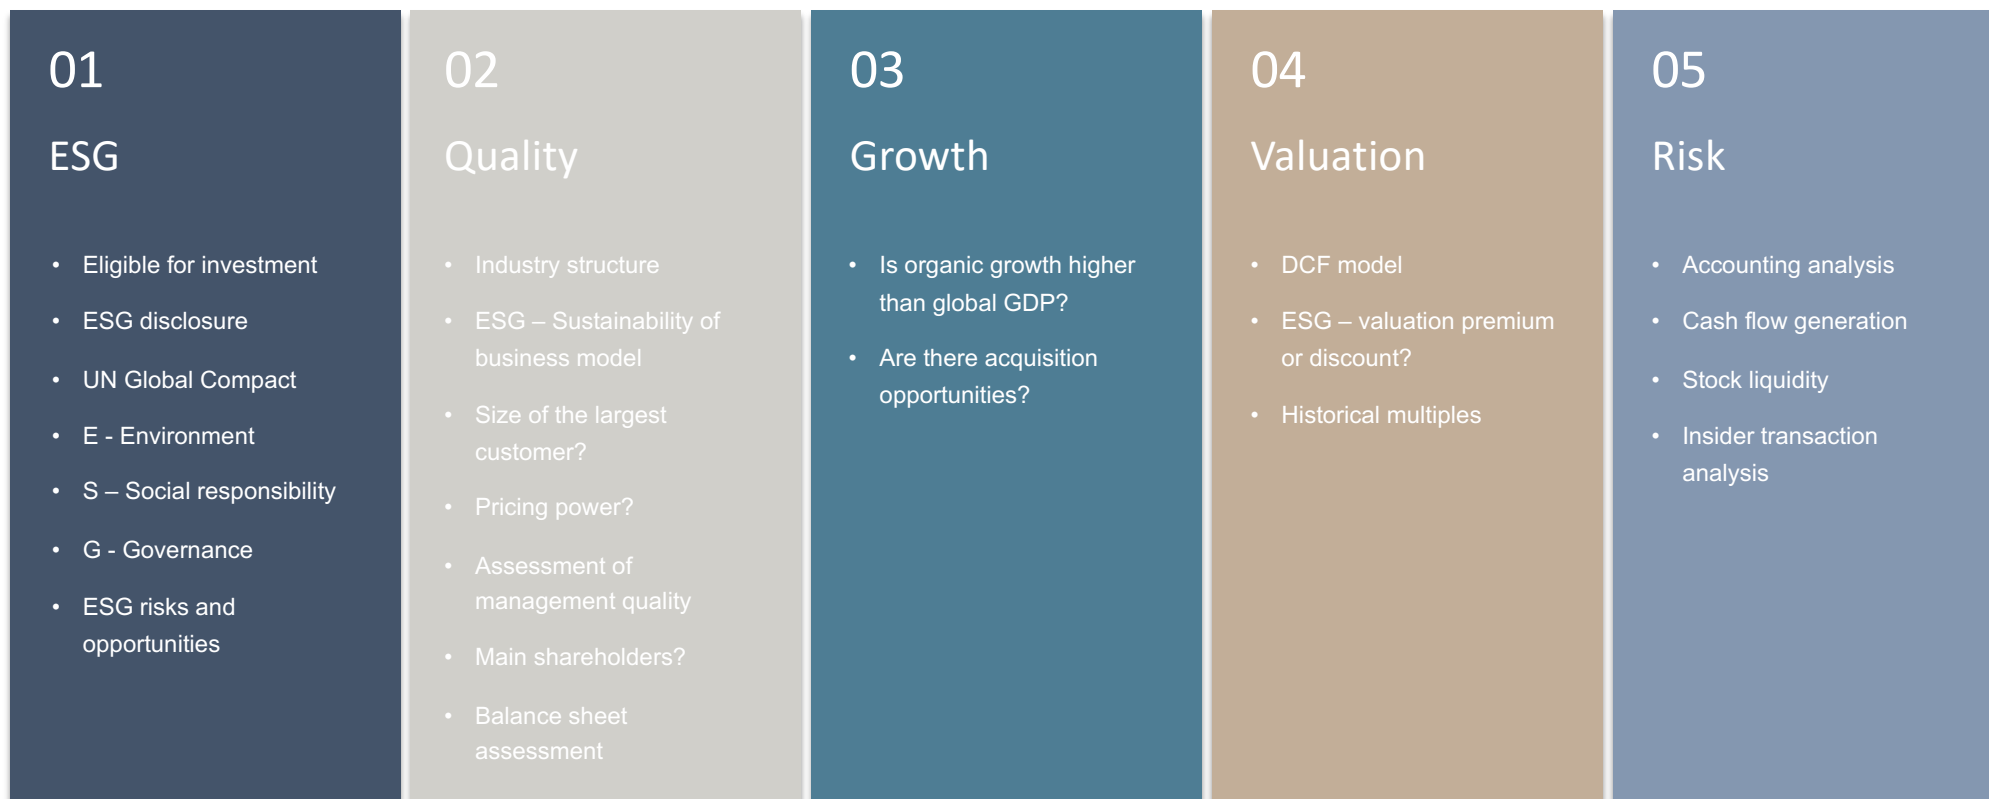 01
ESG
• Eligible for investment
• ESG disclosure
• UN Global Compact
• E - Environment
• S – Social responsibility
• G - Governance
• ESG risks and
opportunities
02
Quality
• Industry structure
• ESG – Sustainability of
business model
• Size of the largest
customer?
• Pricing power?
• Assessment of
management quality
• Main shareholders?
• Balance sheet
assessment
03
Growth
• Is organic growth higher
than global GDP?
• Are there acquisition
opportunities?
04
Valuation
• DCF model
• ESG – valuation premium
or discount?
• Historical multiples
05
Risk
• Accounting analysis
• Cash flow generation
• Stock liquidity
• Insider transaction
analysis